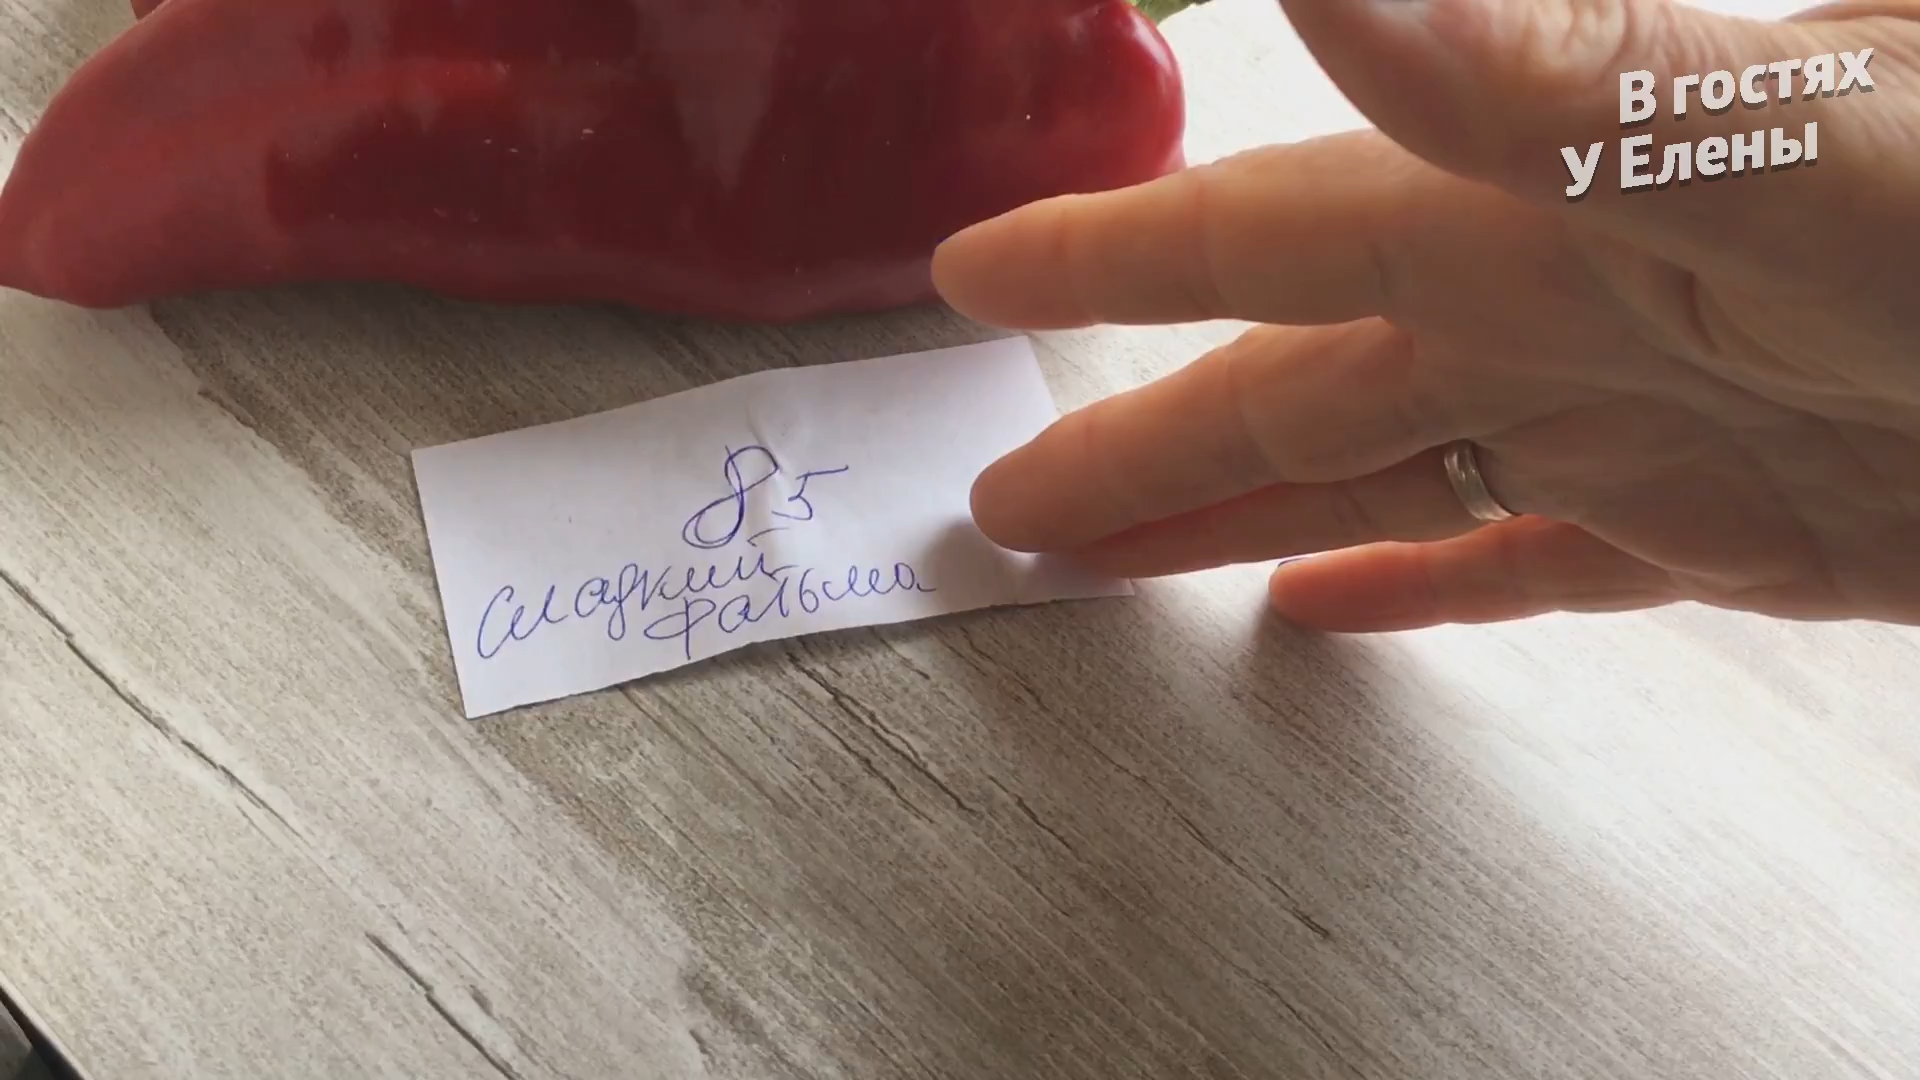 В гостях
у Елены
85
сладкий
фатьма